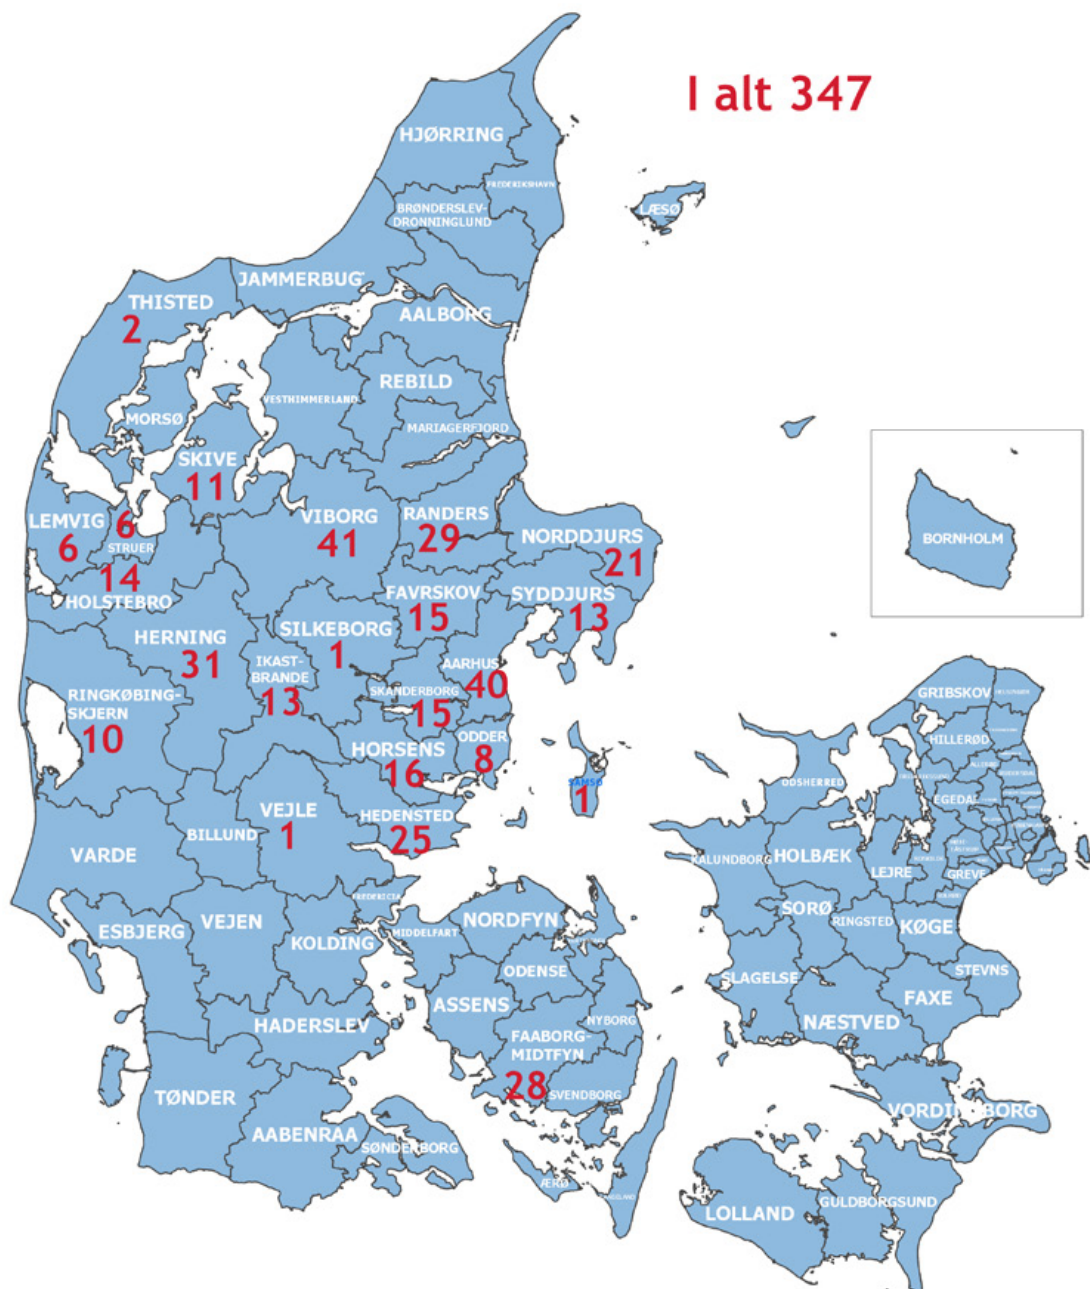 I alt 347
HJØRRING
FREDERIKSHAVN
LÆSØ
BRØNDERSLEV-
DRONNINGLUND
JAMMERBUG
THISTED
2
AALBORG
REBILD
VESTHIMMERLAND
MORSØ
MARIAGERFJORD
SKIVE
11
LEMVIG
6
6
STRUER
VIBORG
41
RANDERS
29
NORDDJURS
21
BORNHOLM
14
HOLSTEBRO
FAVRSKOV
15
SYDDJURS
13
HERNING
31
SILKEBORG
1
IKAST-
BRANDE
13
AARHUS
40
SKANDERBORG
15
RINGKØBING-
SKJERN
10
HORSENS
16
ODDER
8
SAMSØ
1
GRIBSKOV
HILLERØD
ODSHERRED
EGEDAL
VEJLE
1
HEDENSTED
25
BILLUND
VARDE
KALUNDBORG
HOLBÆK
LEJRE
GREVE
FREDERICIA
VEJEN
ESBJERG
KOLDING
MIDDELFART
NORDFYN
SORØ
RINGSTED
KØGE
ODENSE
ASSENS
SLAGELSE
STEVNS
FAXE
HADERSLEV
NYBORG
NÆSTVED
FAABORG-
MIDTFYN
28
SVENDBORG
TØNDER
VORDINGBORG
AABENRAA
SØNDERBORG
ÆRØ
LOLLAND
GULDBORGSUND